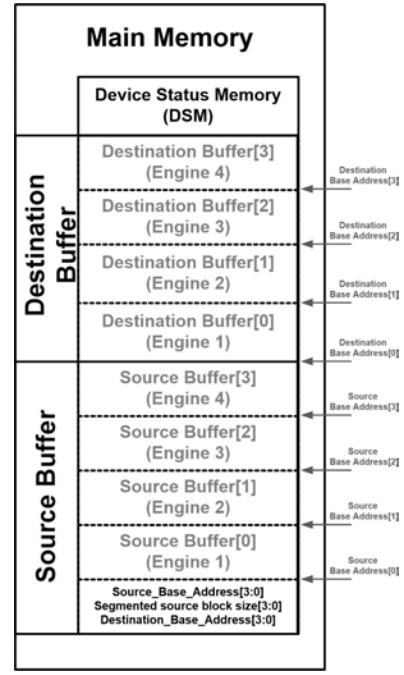 Main Memory
Device Status Memory
(DSM)
Destination
Buffer
Destination Buffer[3]
(Engine 4)
Destination
Base Address[3]
Destination Buffer[2]
(Engine 3)
Destination
Base Address[2]
Destination Buffer[1]
(Engine 2)
Destination
Base Address[1]
Destination Buffer[0]
(Engine 1)
Destination
Base Address[0]
Source Buffer
Source Buffer[3]
(Engine 4)
Source
Base Address[3]
Source Buffer[2]
(Engine 3)
Source
Base Address[2]
Source Buffer[1]
(Engine 2)
Source
Base Address[1]
Source Buffer[0]
(Engine 1)
Source
Base Address[0]
Source_Base_Address[3:0]
Segmented source block size[3:0]
Destination_Base_Address[3:0]